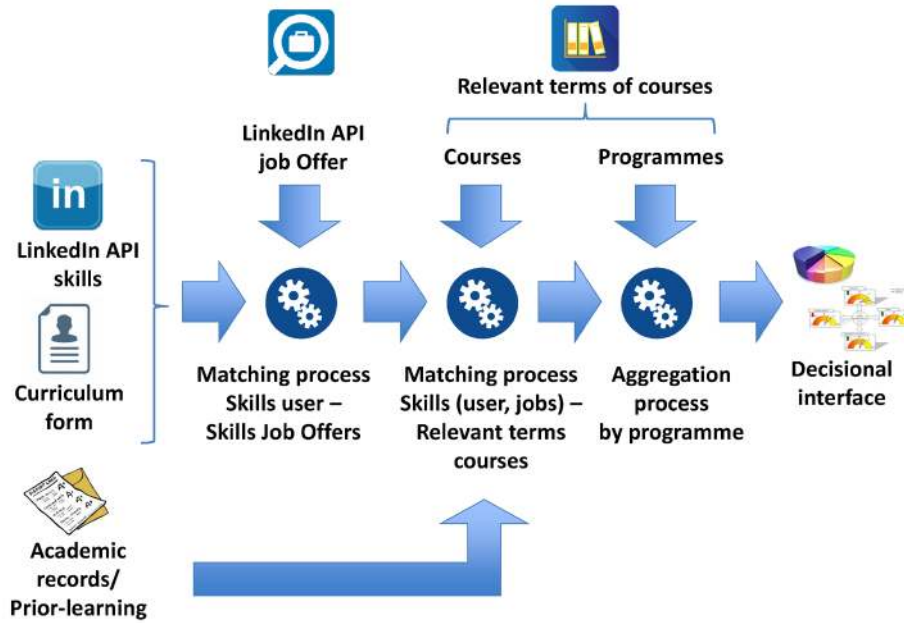 Relevant terms of courses
LinkedIn API
job Offer
Courses
Programmes
in
LinkedIn API
skills
Curriculum
form
Matching process
Skills user –
Skills Job Offers
Matching process
Skills (user, jobs) –
Relevant terms
courses
Aggregation
process
by programme
Decisional
interface
Academic
records/
Prior-learning